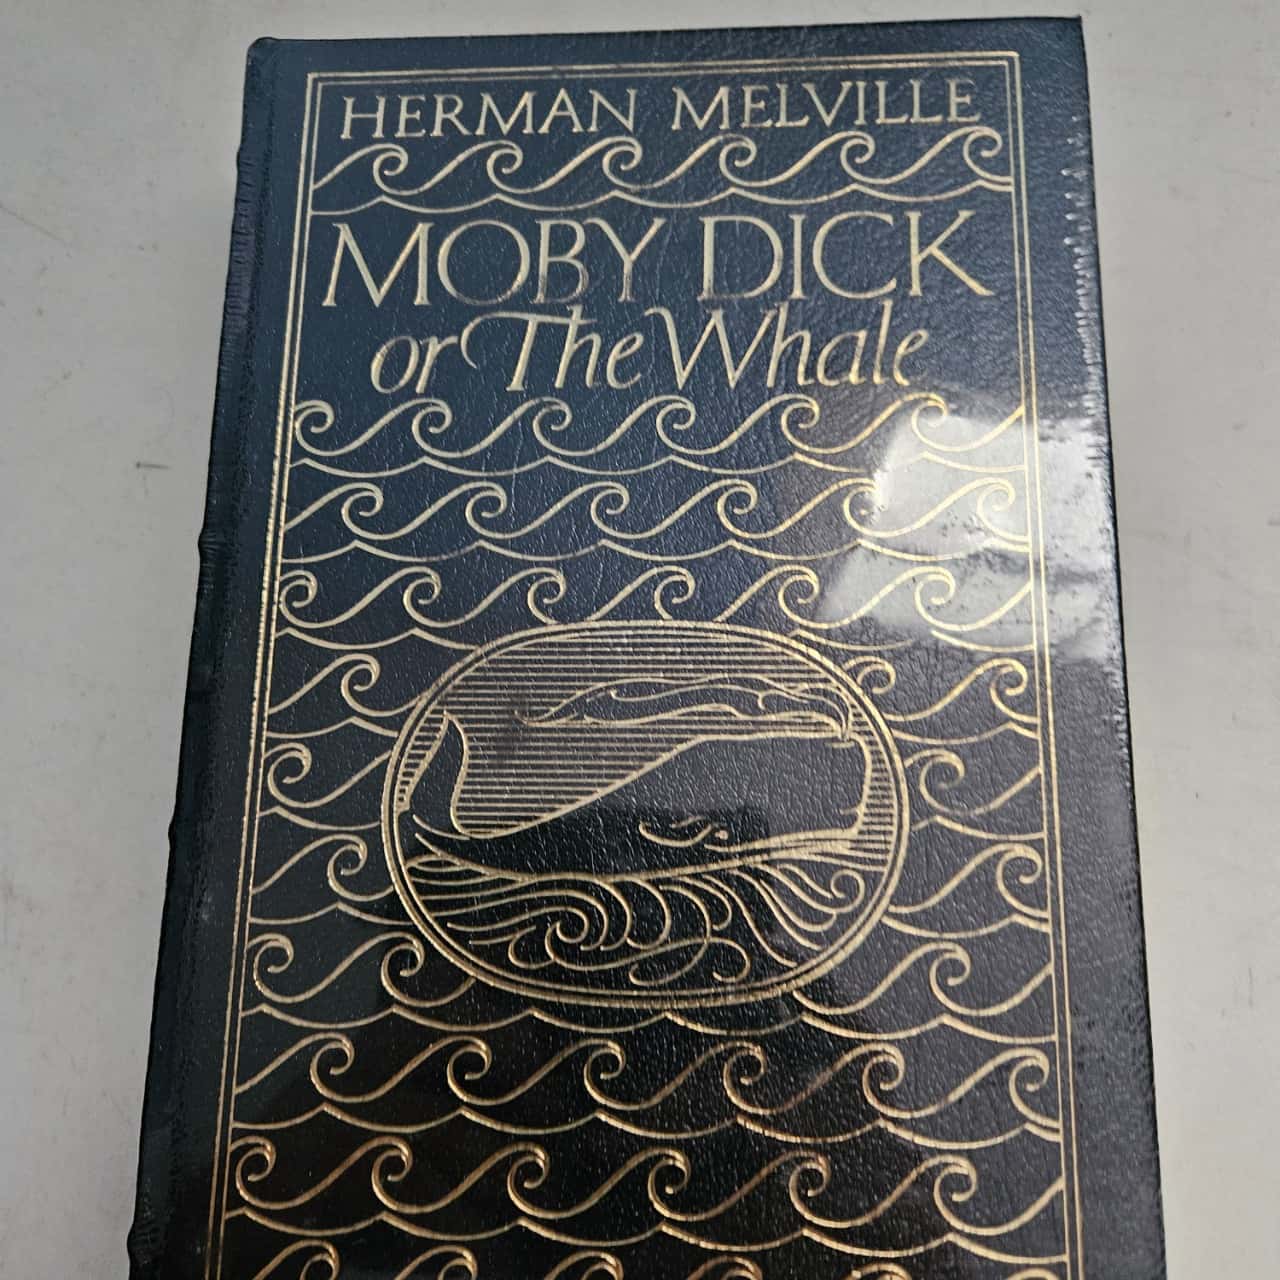 HERMAN MELVILLE
MOBY DICK
or The Whale